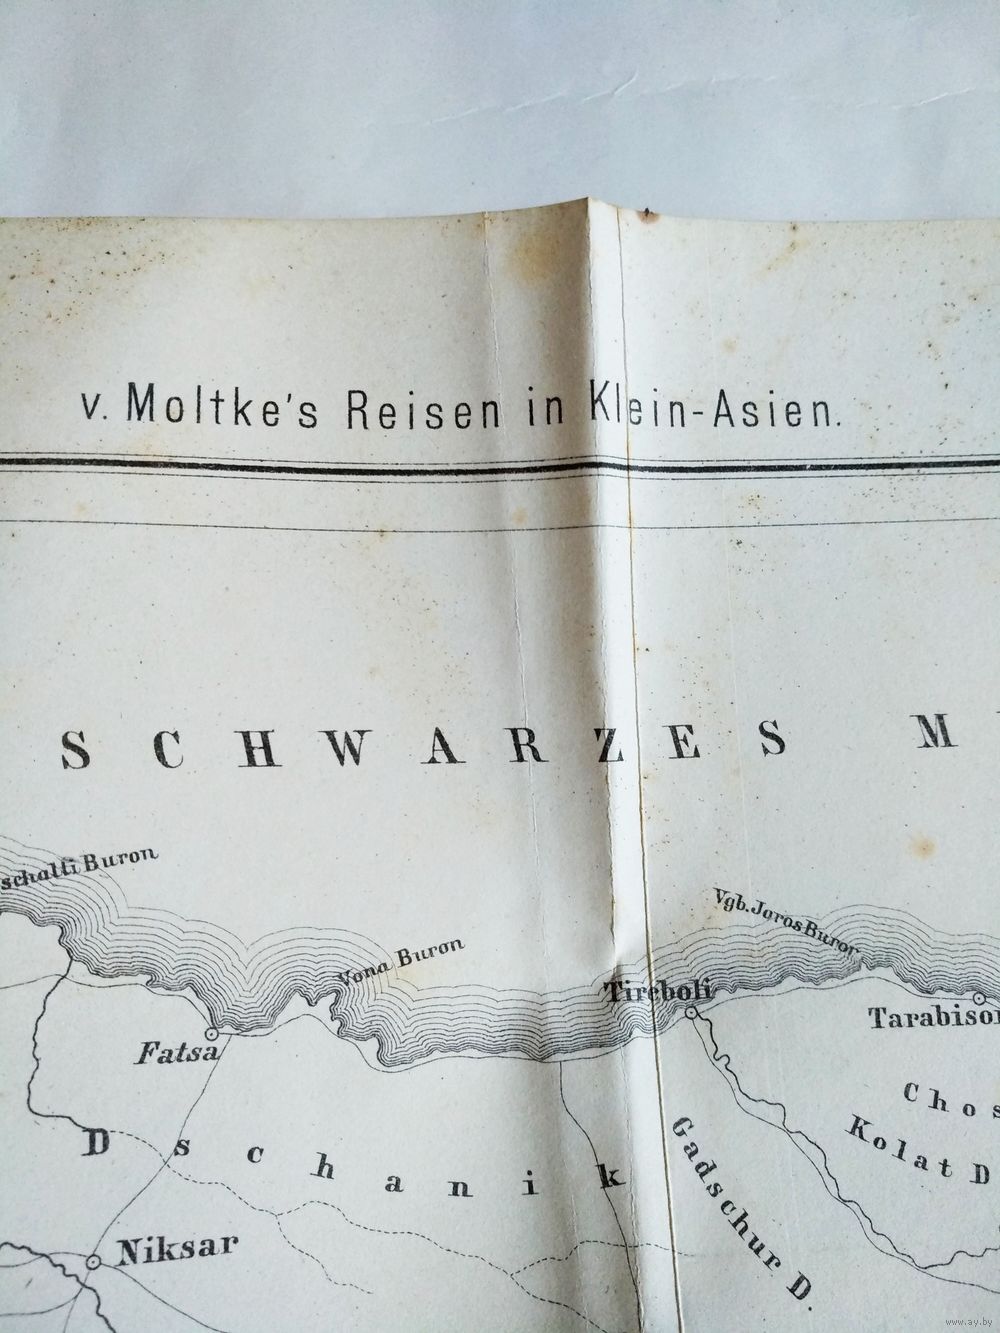 v. Moltke's Reisen in Klein-Asien.
SCHWARZES M
schalti Buron
Vona Buron
Vgb. Joros Buron
Tireboli
Tarabison
Fatsa
Dschanik
Chos
Kolat D
Gadschur D.
Niksar
www.ay.by